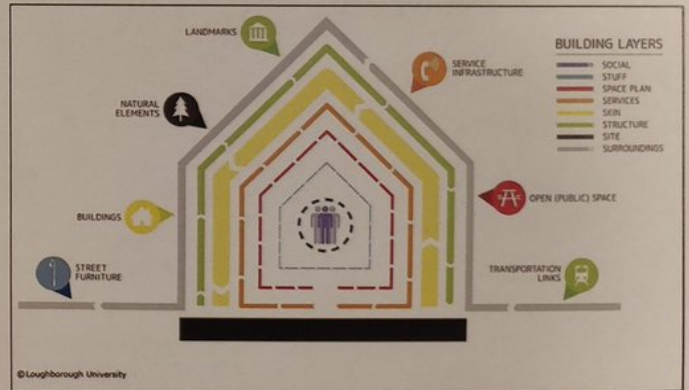 LANDMARKS
SERVICE
INFRASTRUCTURE
NATURAL
ELEMENTS
BUILDINGS
STREET
FURNITURE
OPEN (PUBLIC) SPACE
TRANSPORTATION
LINKS
BUILDING LAYERS
SOCIAL
STUFF
SPACE PLAN
SERVICES
SKIN
STRUCTURE
SITE
SURROUNDINGS
©Loughborough University